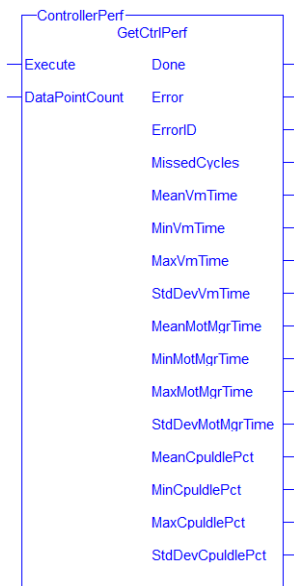 ControllerPerf
GetCtrlPerf
Execute Done
DataPointCount Error
ErrorID
MissedCycles
MeanVmTime
MinVmTime
MaxVmTime
StdDevVmTime
MeanMotMgrTime
MinMotMgrTime
MaxMotMgrTime
StdDevMotMgrTime
MeanCpuIdlePct
MinCpuIdlePct
MaxCpuIdlePct
StdDevCpuIdlePct